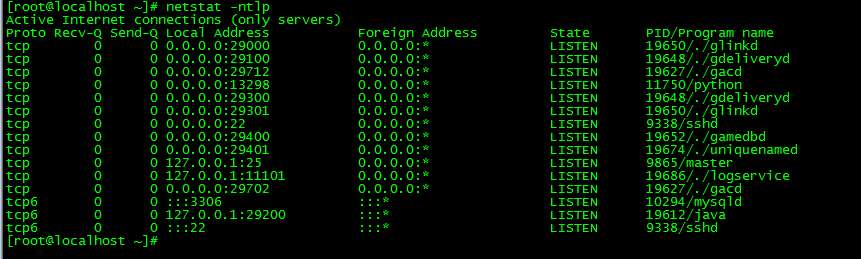 [root@localhost ~]# netstat -ntlp
Active Internet connections (only servers)
Proto Recv-Q Send-Q Local Address           Foreign Address         State       PID/Program name
tcp        0      0 0.0.0.0:29000           0.0.0.0:*               LISTEN      19650/./glinkd
tcp        0      0 0.0.0.0:29100           0.0.0.0:*               LISTEN      19648/./gdeliveryd
tcp        0      0 0.0.0.0:29712           0.0.0.0:*               LISTEN      19627/./gacd
tcp        0      0 0.0.0.0:13298           0.0.0.0:*               LISTEN      11750/python
tcp        0      0 0.0.0.0:29300           0.0.0.0:*               LISTEN      19648/./gdeliveryd
tcp        0      0 0.0.0.0:29301           0.0.0.0:*               LISTEN      19650/./glinkd
tcp        0      0 0.0.0.0:22              0.0.0.0:*               LISTEN      9338/sshd
tcp        0      0 0.0.0.0:29400           0.0.0.0:*               LISTEN      19652/./gamedbd
tcp        0      0 0.0.0.0:29401           0.0.0.0:*               LISTEN      19674/./uniquenamed
tcp        0      0 127.0.0.1:25            0.0.0.0:*               LISTEN      9865/master
tcp        0      0 127.0.0.1:11101         0.0.0.0:*               LISTEN      19686/./logservice
tcp        0      0 0.0.0.0:29702           0.0.0.0:*               LISTEN      19627/./gacd
tcp6       0      0 :::3306                 :::*                    LISTEN      10294/mysqld
tcp6       0      0 127.0.0.1:29200         :::*                    LISTEN      19612/java
tcp6       0      0 :::22                   :::*                    LISTEN      9338/sshd
[root@localhost ~]#